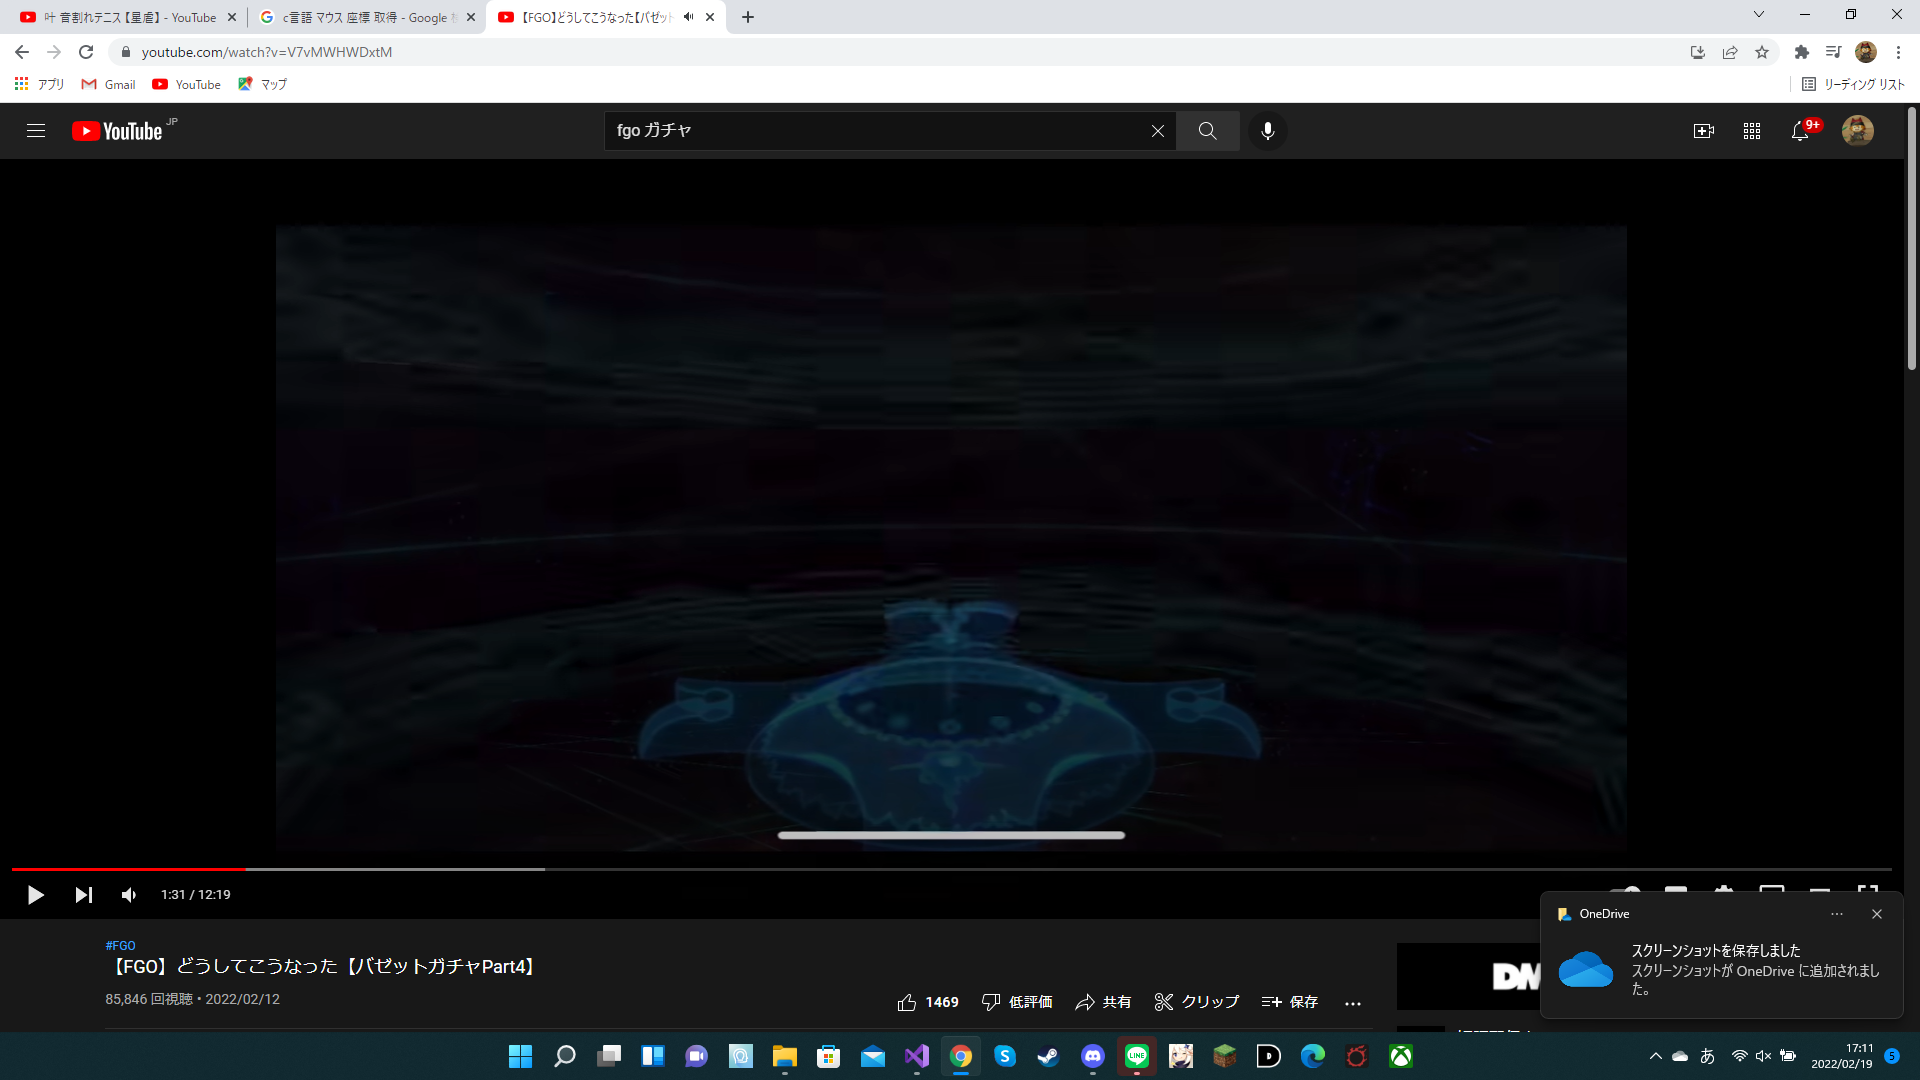 叶 音割れテニス【星虐】 - YouTube
c言語 マウス 座標 取得 - Google
【FGO】どうしてこうなった【バゼット
youtube.com/watch?v=V7vMWHWDxtM
アプリ
Gmail
YouTube
マップ
リーディング リスト
YouTube JP
fgo ガチャ
9+
1:31 / 12:19
#FGO
【FGO】どうしてこうなった【バゼットガチャPart4】
85,846 回視聴・2022/02/12
1469
低評価
共有
クリップ
保存
DM
OneDrive
スクリーンショットを保存しました
スクリーンショットが OneDrive に追加されまし
た。
LINE
あ
17:11
2022/02/19
5